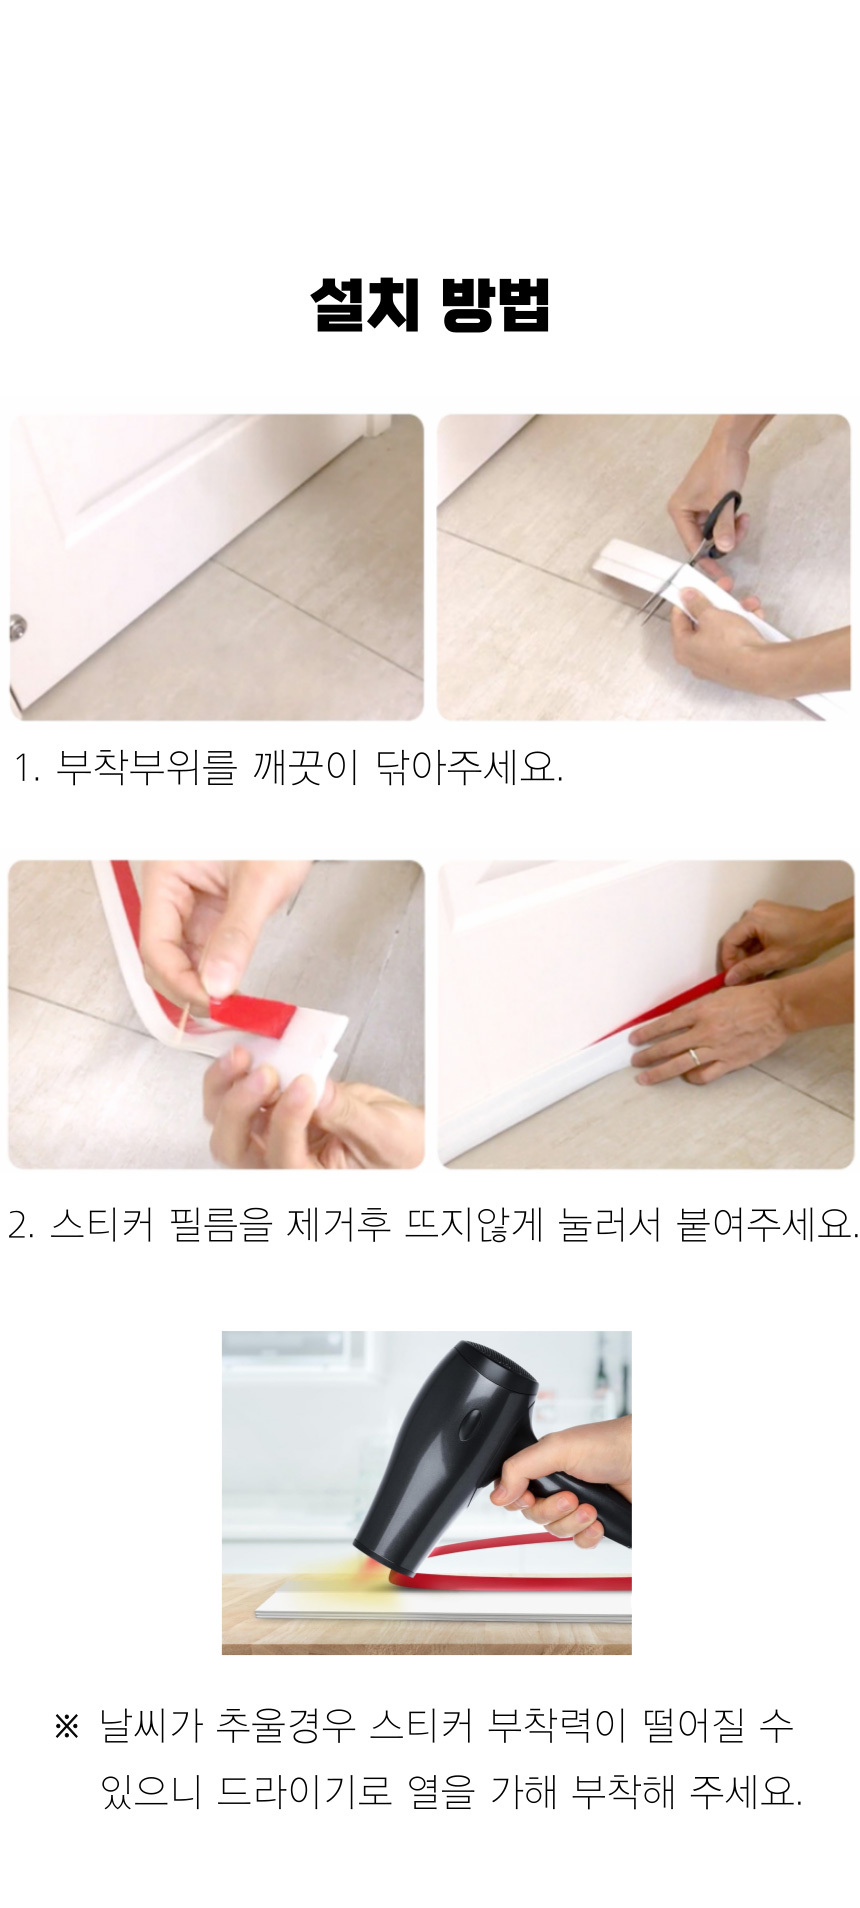 설치 방법
1. 부착부위를 깨끗이 닦아주세요.
2. 스티커 필름을 제거후 뜨지않게 눌러서 붙여주세요.
※ 날씨가 추울경우 스티커 부착력이 떨어질 수
있으니 드라이기로 열을 가해 부착해 주세요.